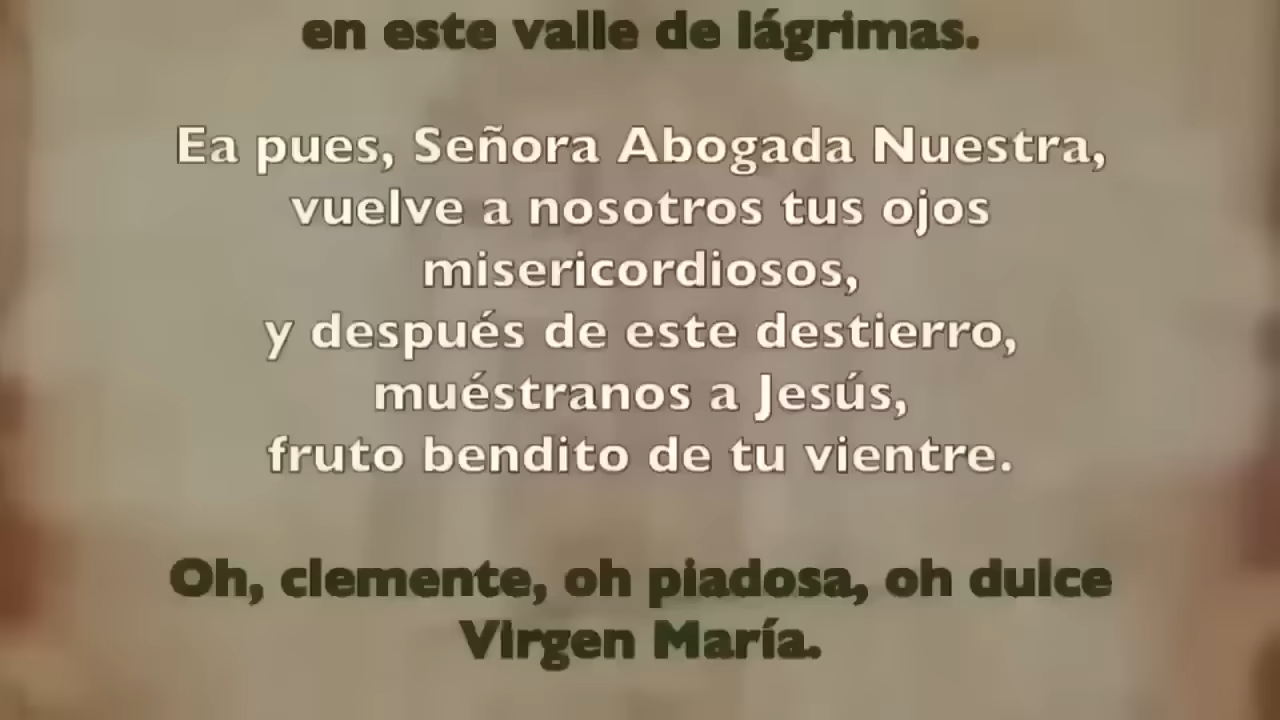 en este valle de lágrimas.
Ea pues, Señora Abogada Nuestra,
vuelve a nosotros tus ojos
misericordiosos,
y después de este destierro,
muéstranos a Jesús,
fruto bendito de tu vientre.
Oh, clemente, oh piadosa, oh dulce
Virgen María.